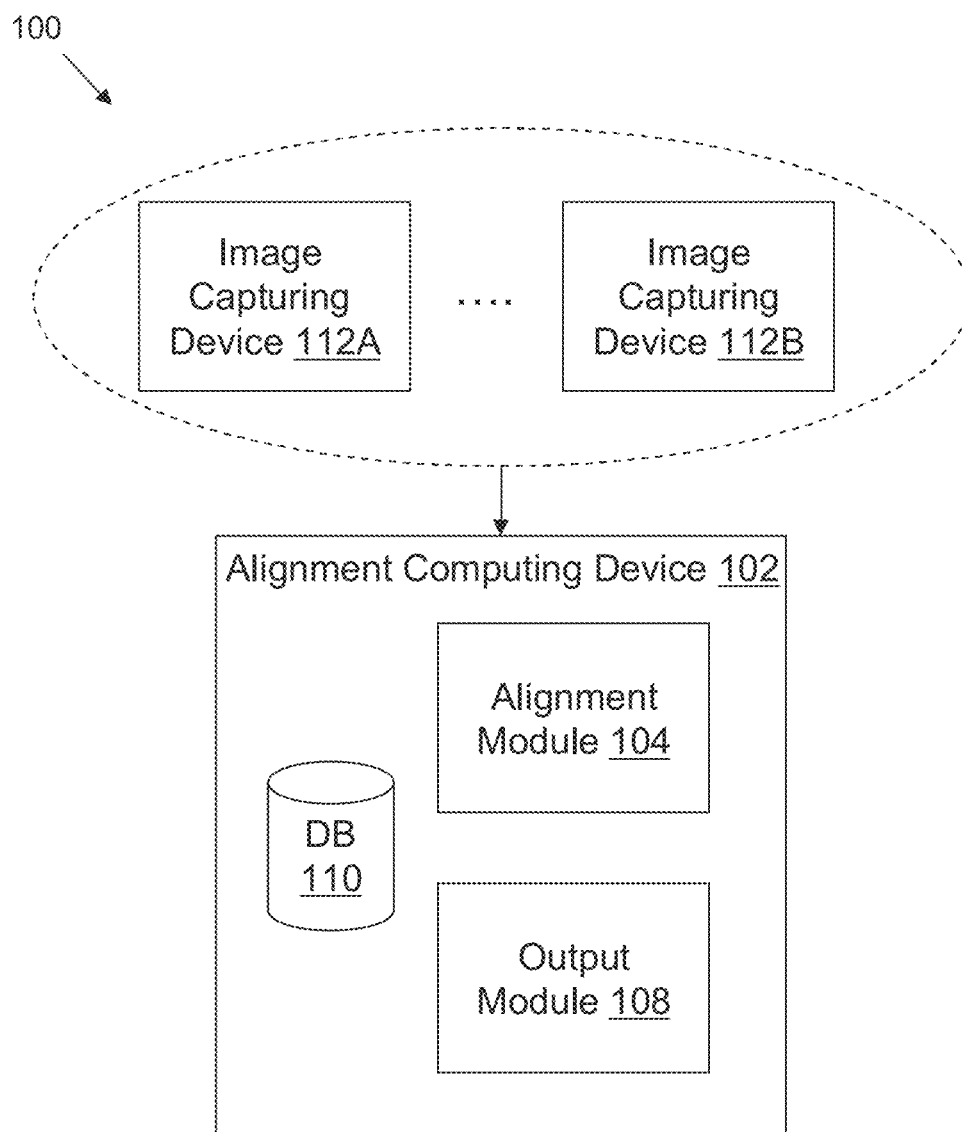 100
Image
Capturing
Device 112A
....
Image
Capturing
Device 112B
Alignment Computing Device 102
Alignment
Module 104
DB
110
Output
Module 108